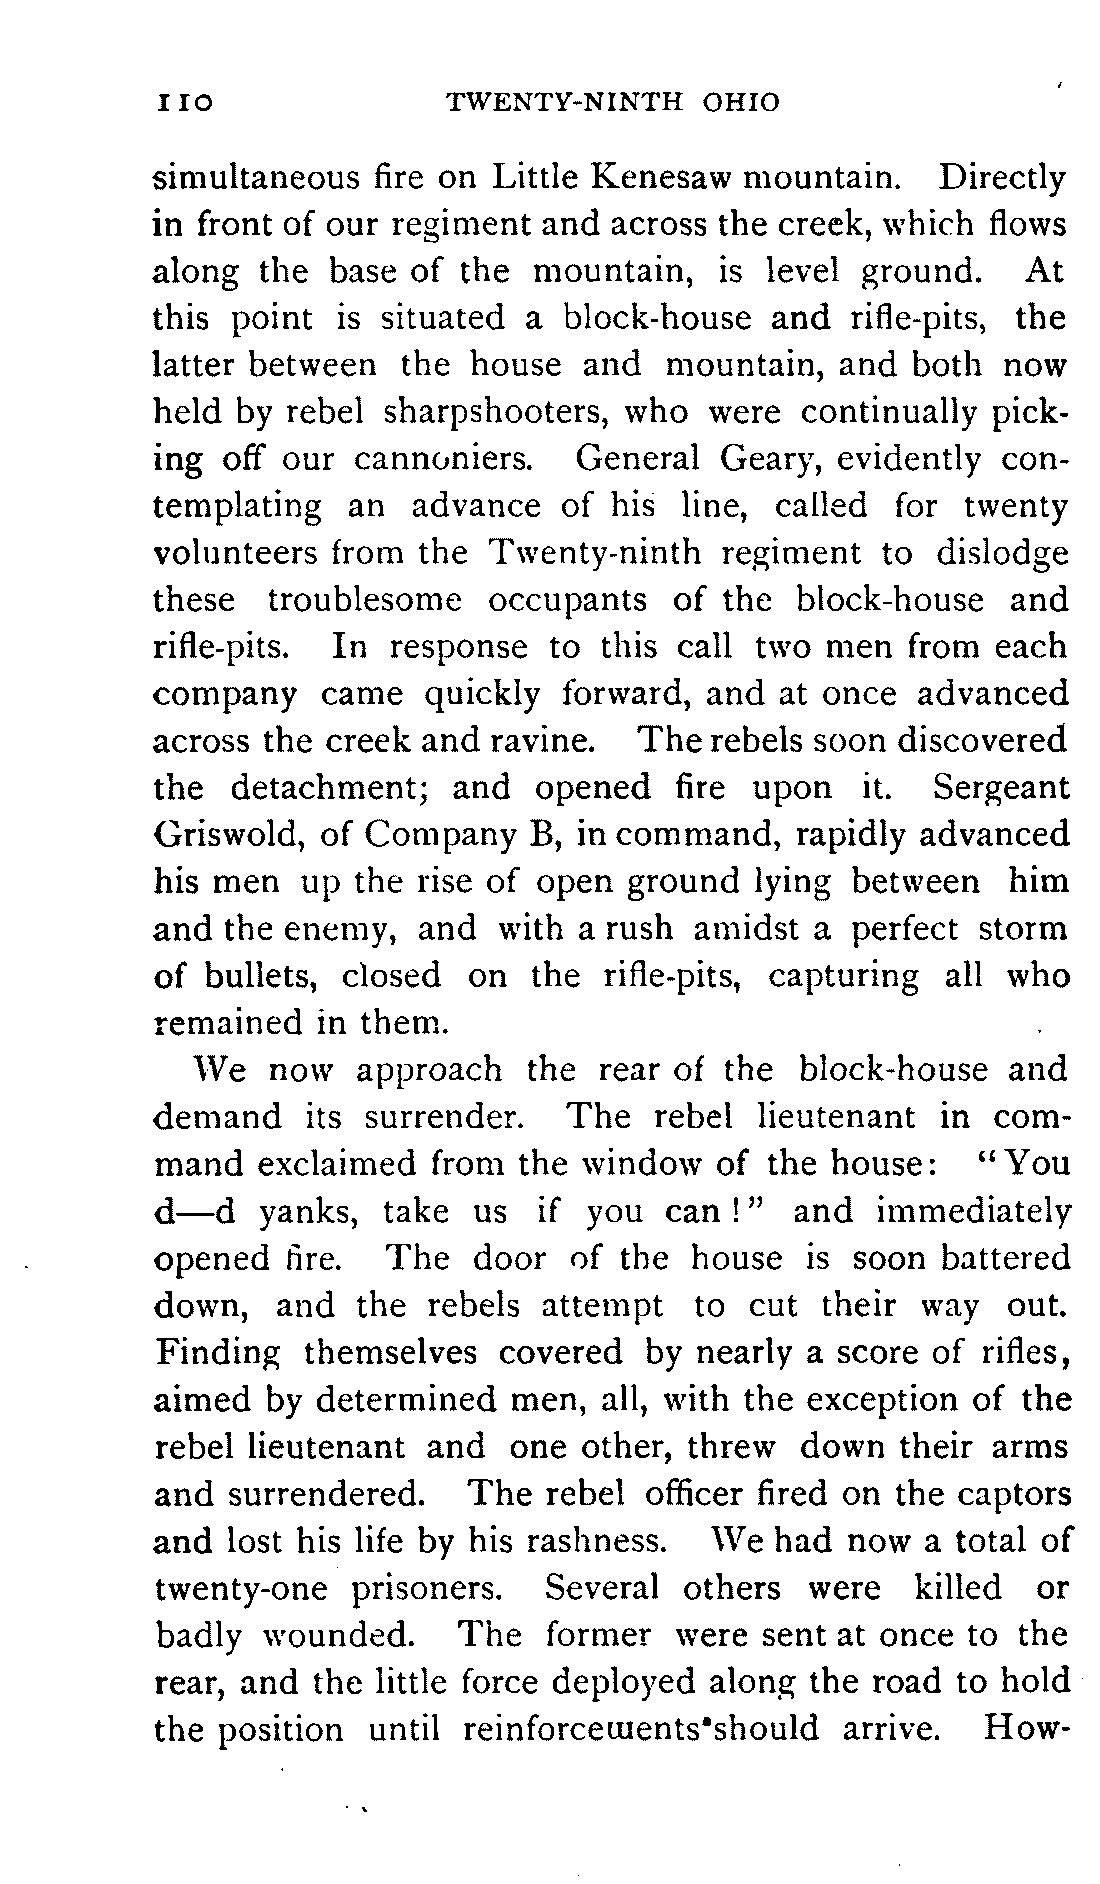 110 TWENTY-NINTH OHIO
simultaneous fire on Little Kenesaw mountain. Directly
in front of our regiment and across the creek, which flows
along the base of the mountain, is level ground. At
this point is situated a block-house and rifle-pits, the
latter between the house and mountain, and both now
held by rebel sharpshooters, who were continually pick-
ing off our cannoniers. General Geary, evidently con-
templating an advance of his line, called for twenty
volunteers from the Twenty-ninth regiment to dislodge
these troublesome occupants of the block-house and
rifle-pits. In response to this call two men from each
company came quickly forward, and at once advanced
across the creek and ravine. The rebels soon discovered
the detachment; and opened fire upon it. Sergeant
Griswold, of Company B, in command, rapidly advanced
his men up the rise of open ground lying between him
and the enemy, and with a rush amidst a perfect storm
of bullets, closed on the rifle-pits, capturing all who
remained in them.
We now approach the rear of the block-house and
demand its surrender. The rebel lieutenant in com-
mand exclaimed from the window of the house: "You
d—d yanks, take us if you can!" and immediately
opened fire. The door of the house is soon battered
down, and the rebels attempt to cut their way out.
Finding themselves covered by nearly a score of rifles,
aimed by determined men, all, with the exception of the
rebel lieutenant and one other, threw down their arms
and surrendered. The rebel officer fired on the captors
and lost his life by his rashness. We had now a total of
twenty-one prisoners. Several others were killed or
badly wounded. The former were sent at once to the
rear, and the little force deployed along the road to hold
the position until reinforcements should arrive. How-